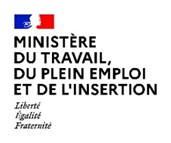 MINISTÈRE
DU TRAVAIL,
DU PLEIN EMPLOI
ET DE L'INSERTION
Liberté
Égalité
Fraternité